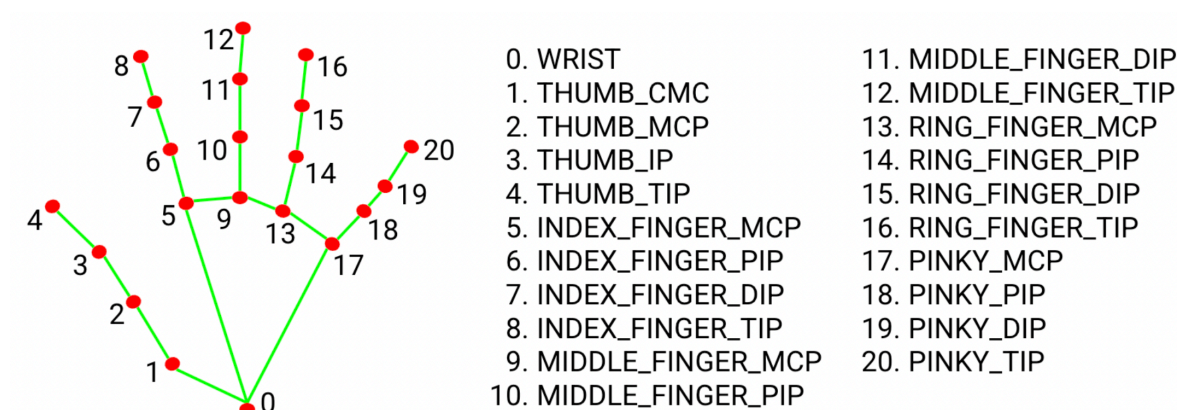 12
8
16
11
7
15
10
6
14
20
19
4
5
9
13
18
3
17
2
1
0
0. WRIST
1. THUMB_CMC
2. THUMB_MCP
3. THUMB_IP
4. THUMB_TIP
5. INDEX_FINGER_MCP
6. INDEX_FINGER_PIP
7. INDEX_FINGER_DIP
8. INDEX_FINGER_TIP
9. MIDDLE_FINGER_MCP
10. MIDDLE_FINGER_PIP
11. MIDDLE_FINGER_DIP
12. MIDDLE_FINGER_TIP
13. RING_FINGER_MCP
14. RING_FINGER_PIP
15. RING_FINGER_DIP
16. RING_FINGER_TIP
17. PINKY_MCP
18. PINKY_PIP
19. PINKY_DIP
20. PINKY_TIP